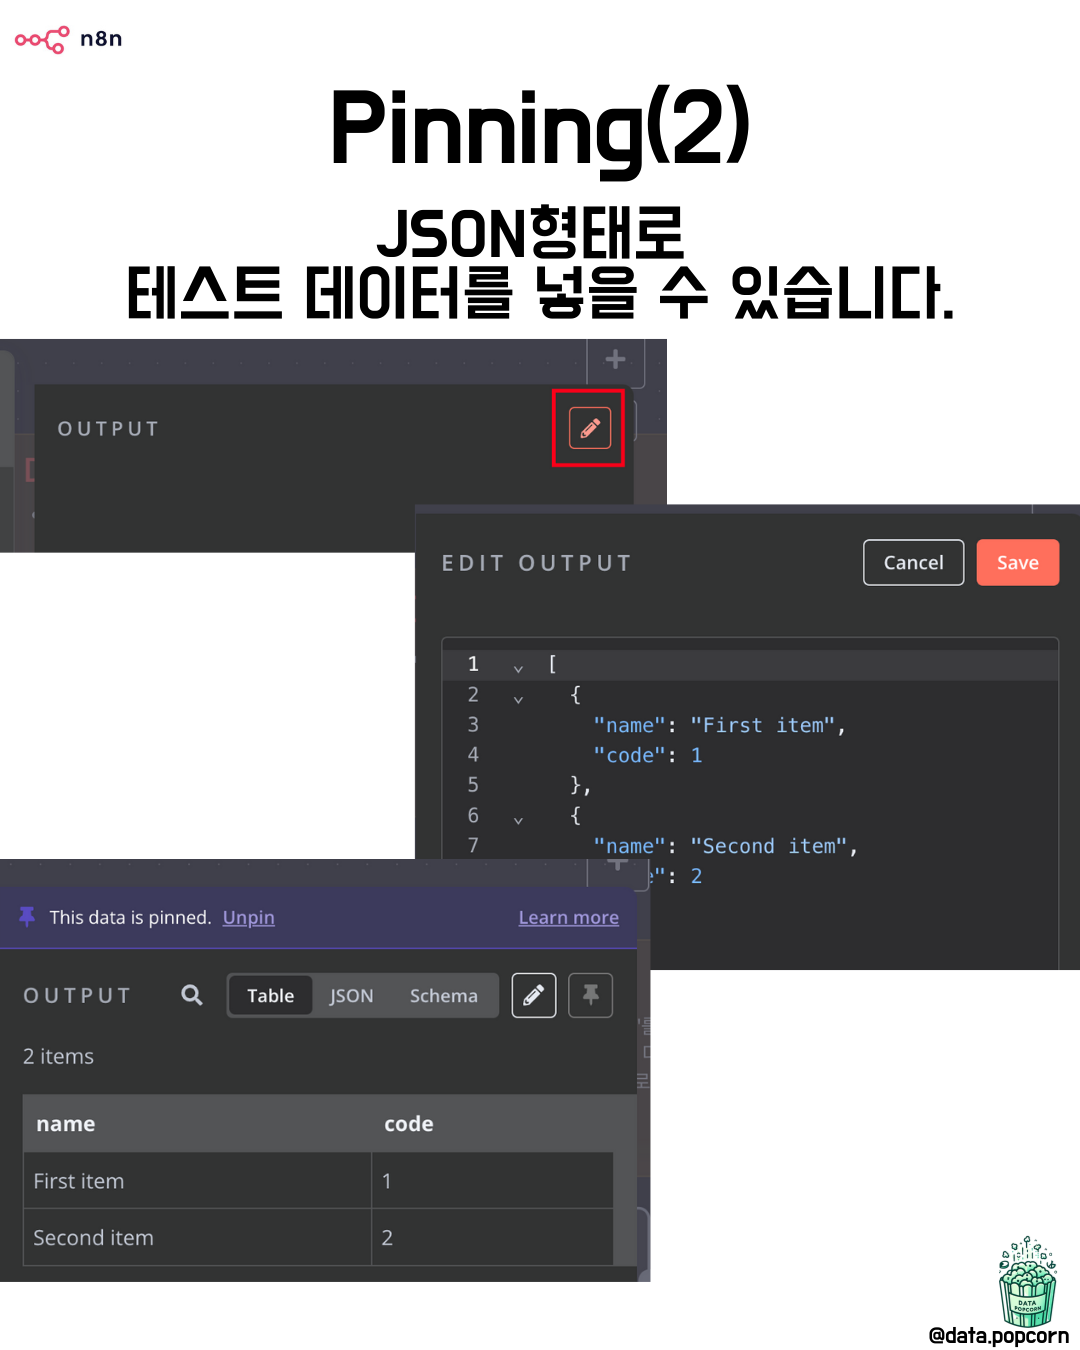 n8n
Pinning(2)
JSON형태로
테스트 데이터를 넣을 수 있습니다.
OUTPUT
EDIT OUTPUT
Cancel
Save
1 [
2 {
3 "name": "First item",
4 "code": 1
5 },
6 {
7 "name": "Second item",
": 2
This data is pinned. Unpin
Learn more
OUTPUT
Table
JSON
Schema
2 items
name code
First item 1
Second item 2
DATA
POPCORN
@data.popcorn